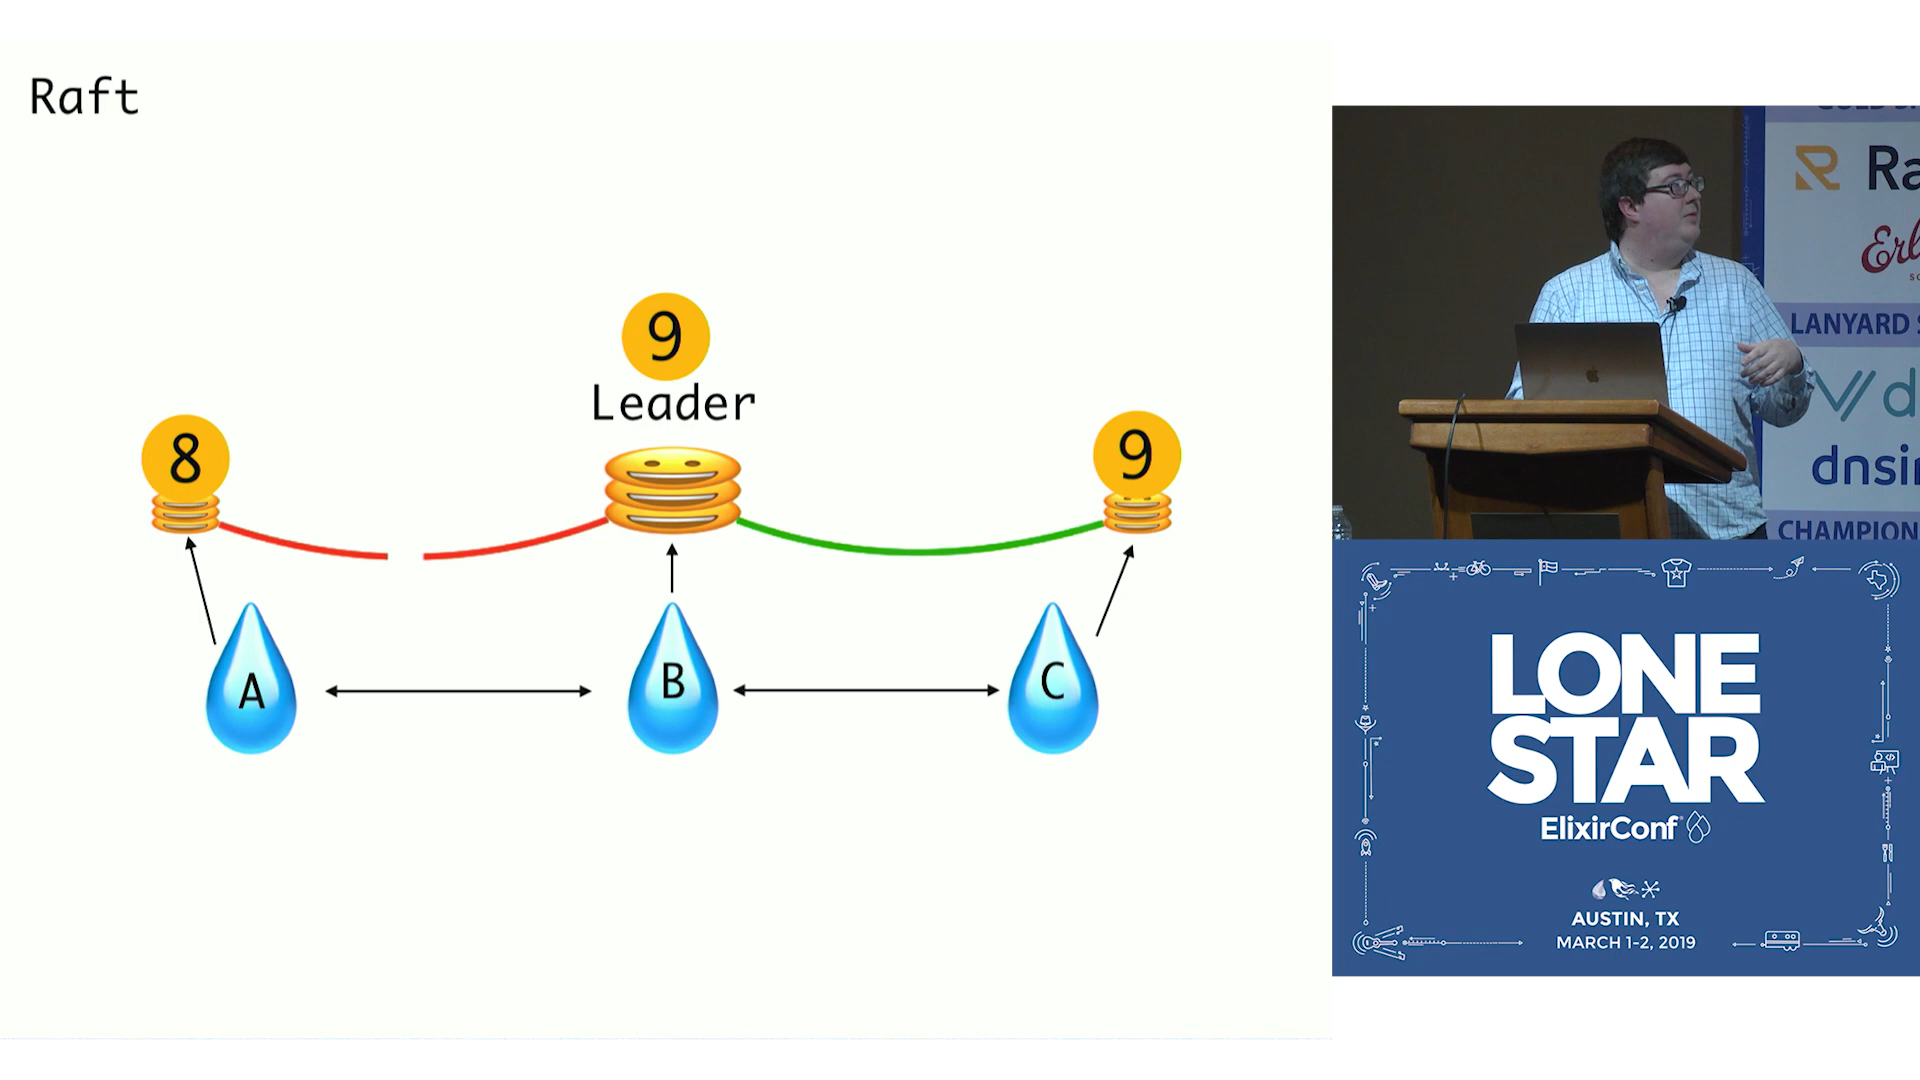 Raft
9
Leader
8
9
A
B
C
LANYARD
dnsi
CHAMPION
LONE
STAR
ElixirConf
AUSTIN, TX
MARCH 1-2, 2019